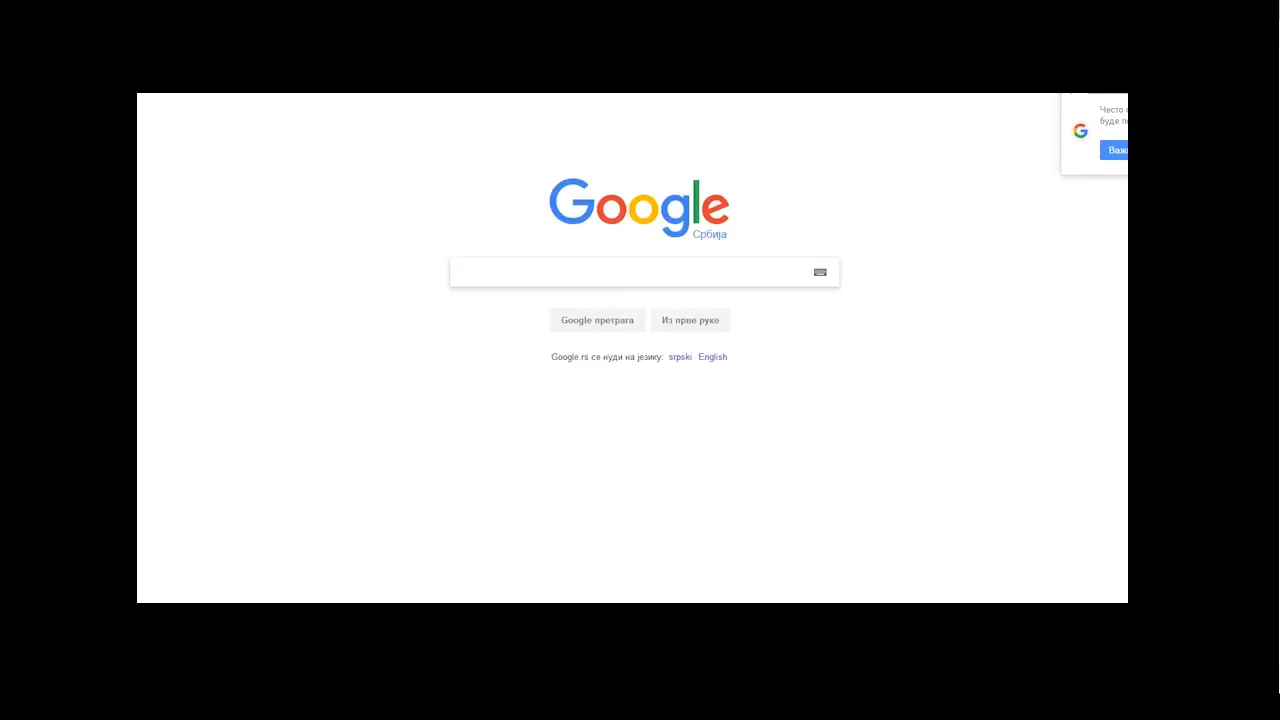 Често
буде
Google
Србија
Google претрага Из прве руке
Google.rs се нуди на језику: srpski English